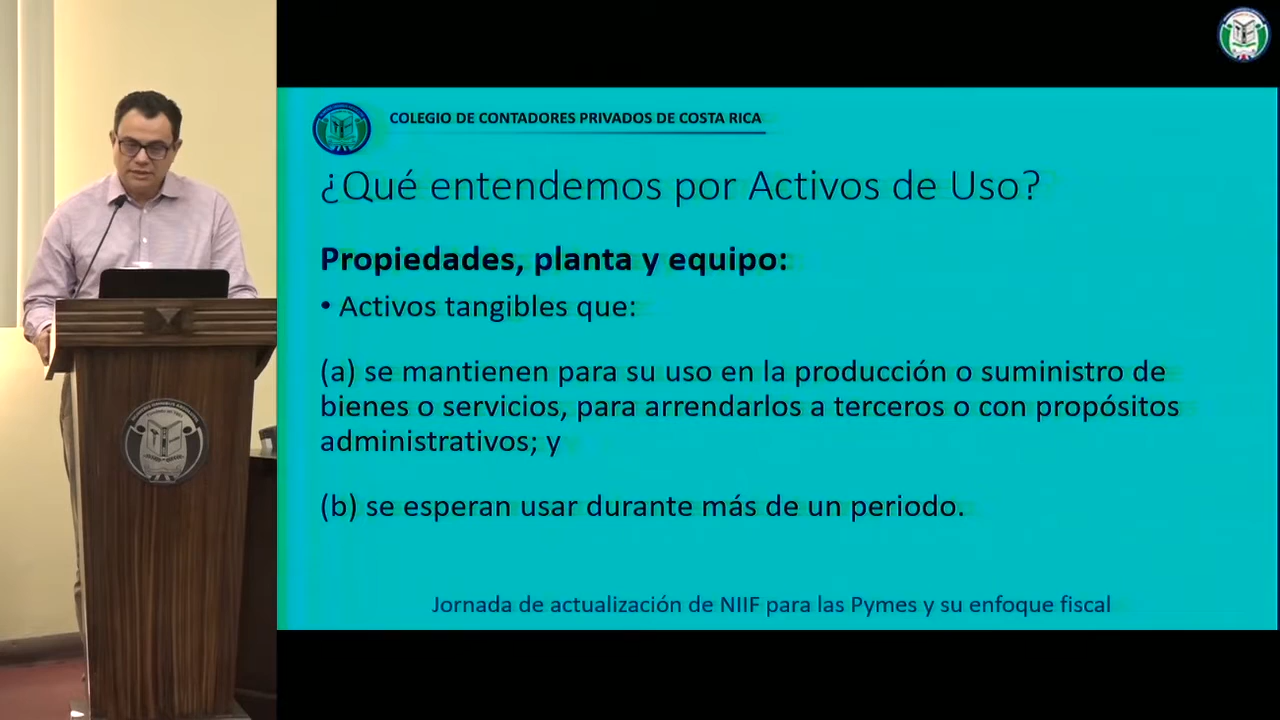 COLEGIO DE CONTADORES PRIVADOS DE COSTA RICA
¿Qué entendemos por Activos de Uso?
Propiedades, planta y equipo:
• Activos tangibles que:
(a) se mantienen para su uso en la producción o suministro de
bienes o servicios, para arrendarlos a terceros o con propósitos
administrativos; y
(b) se esperan usar durante más de un periodo.
Jornada de actualización de NIIF para las Pymes y su enfoque fiscal